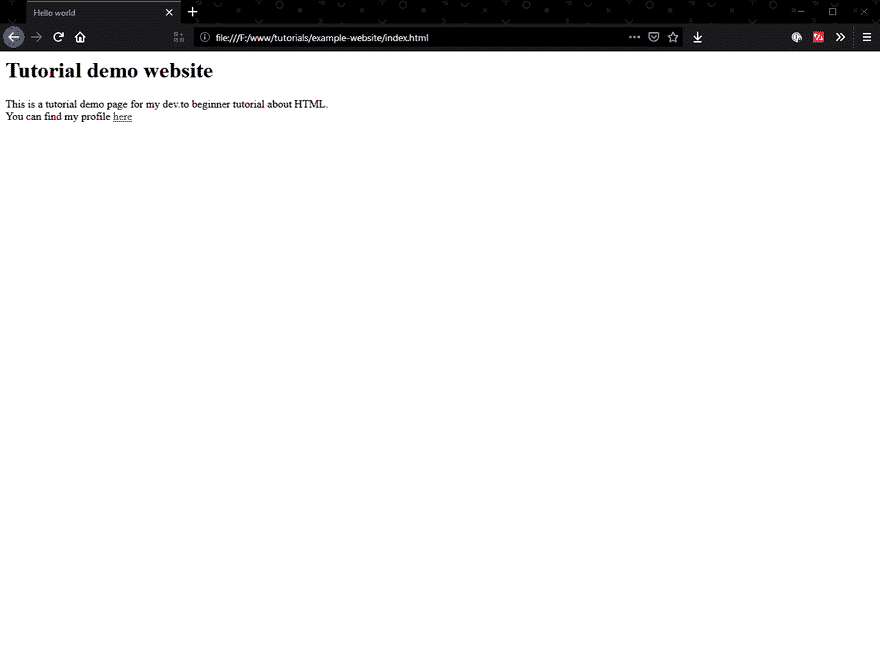 Hello world
file:///F:/www/tutorials/example-website/index.html
Tutorial demo website
This is a tutorial demo page for my dev.to beginner tutorial about HTML.
You can find my profile here